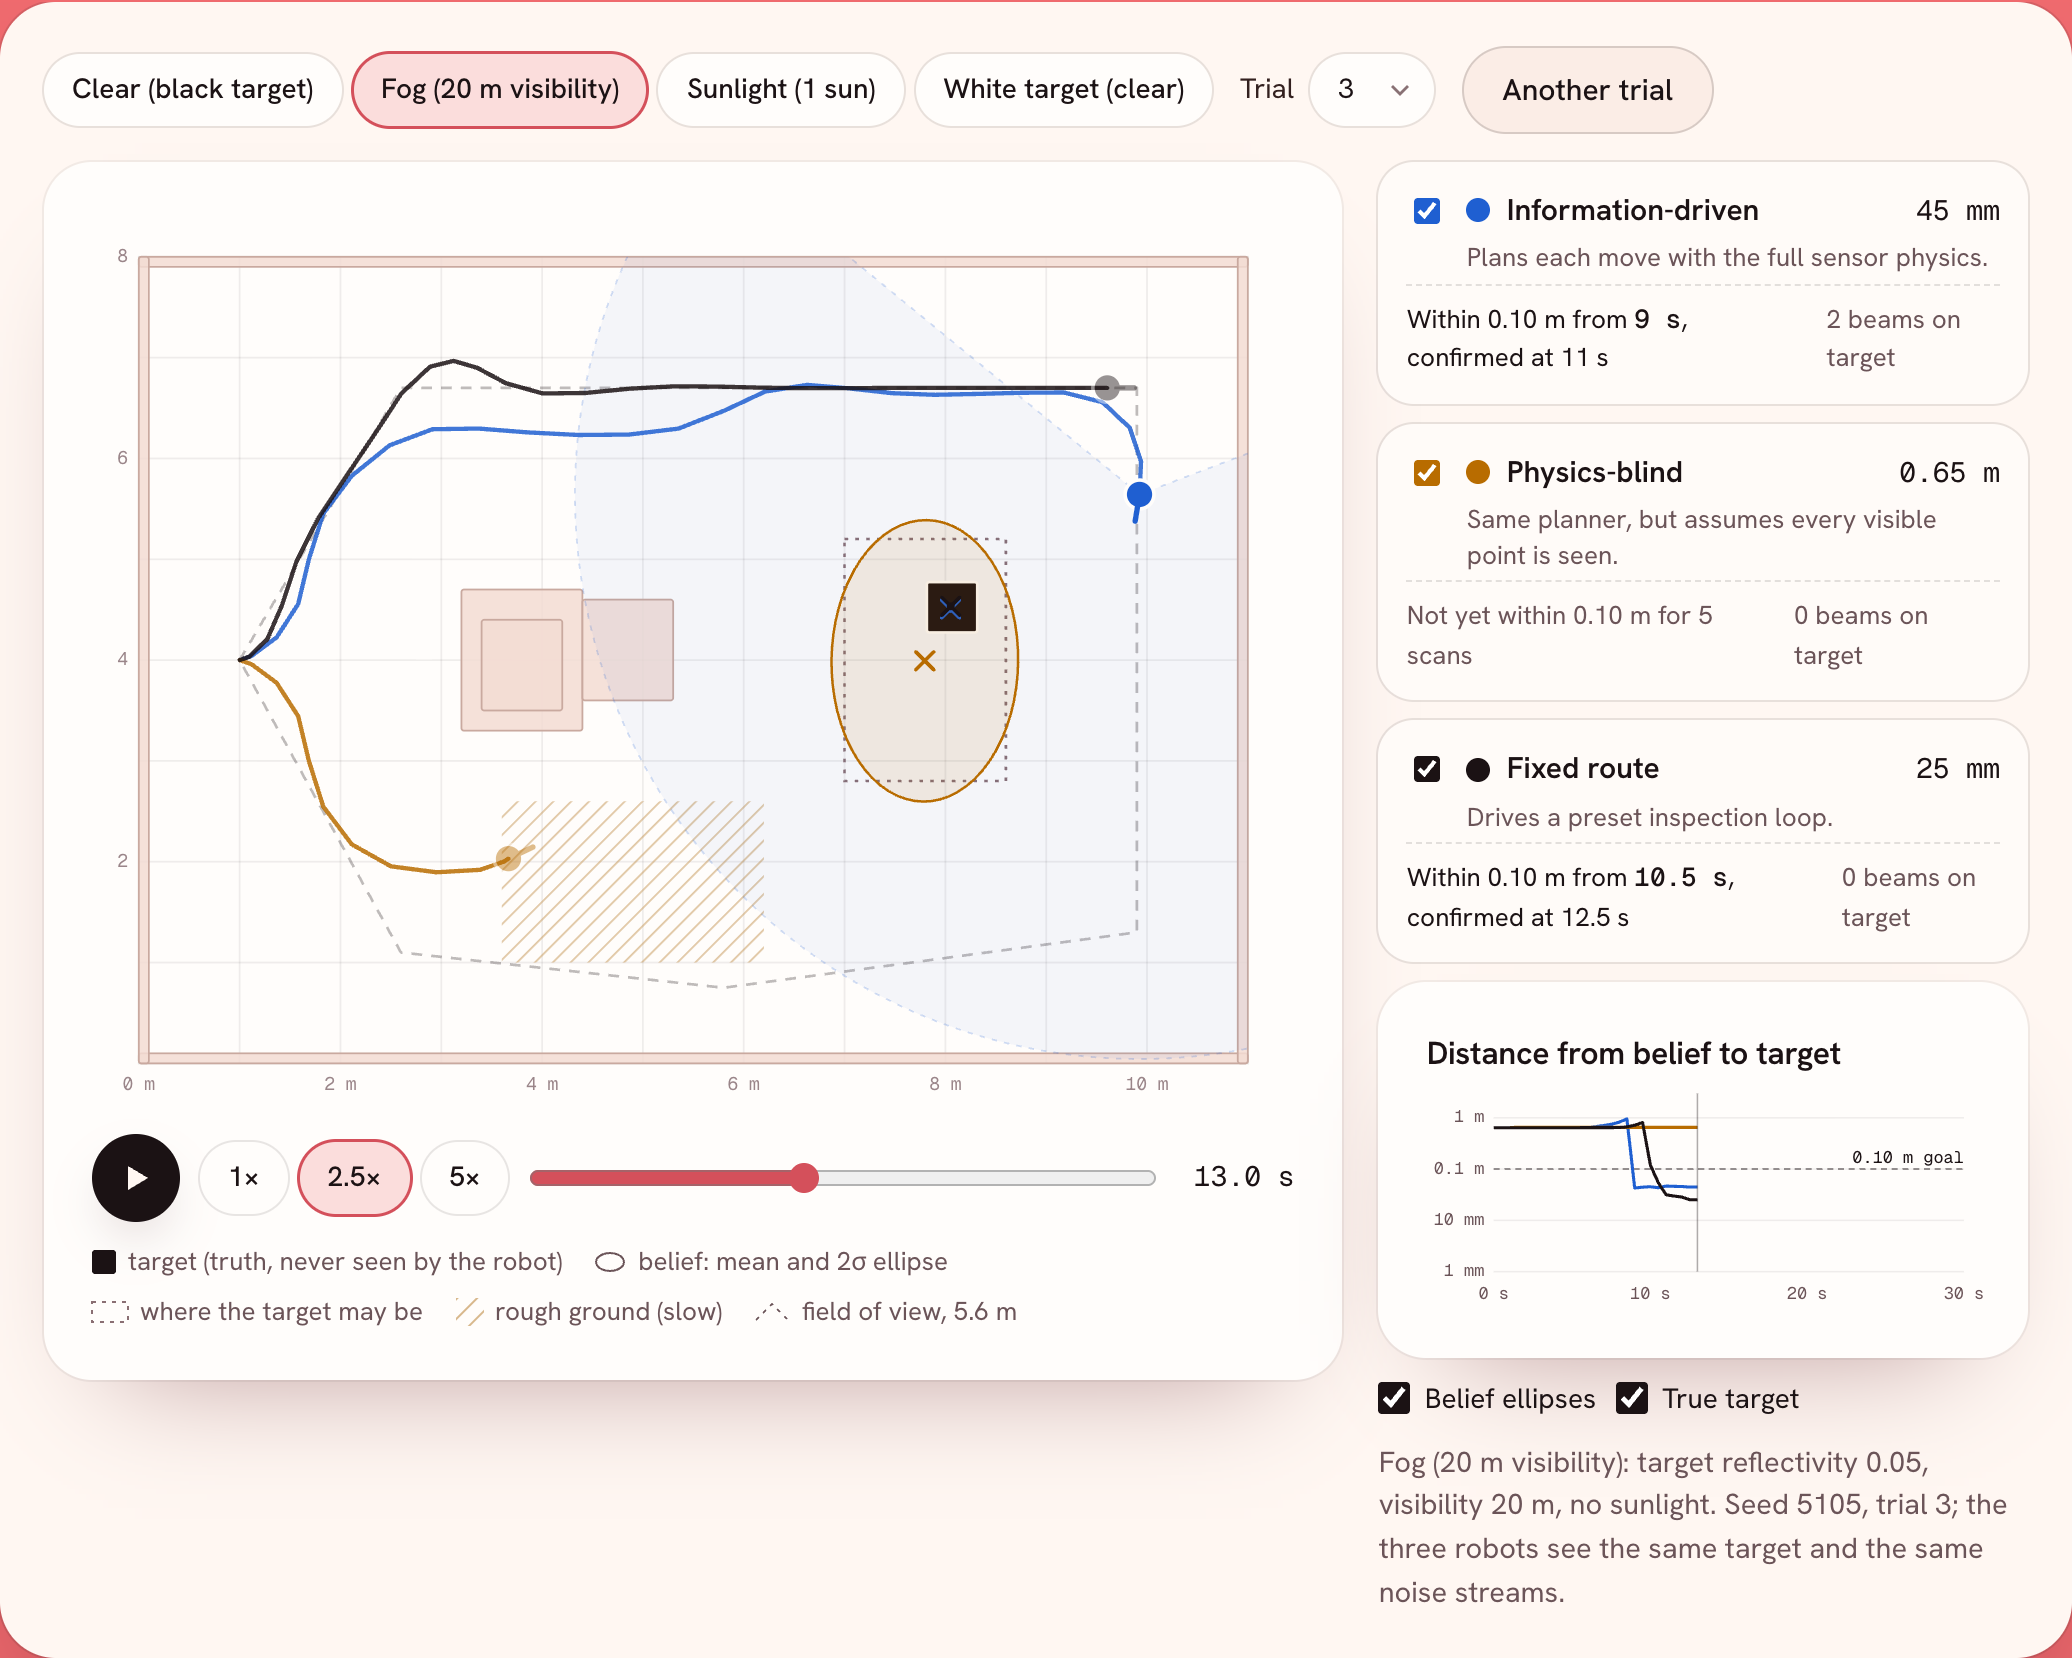 Clear (black target)
Fog (20 m visibility)
Sunlight (1 sun)
White target (clear)
Trial
3
Another trial
8
6
4
2
0 m
2 m
4 m
6 m
8 m
10 m
1×
2.5×
5×
13.0 s
target (truth, never seen by the robot)
belief: mean and 2σ ellipse
where the target may be
rough ground (slow)
field of view, 5.6 m
Information-driven
45 mm
Plans each move with the full sensor physics.
Within 0.10 m from 9 s,
confirmed at 11 s
2 beams on
target
Physics-blind
0.65 m
Same planner, but assumes every visible
point is seen.
Not yet within 0.10 m for 5
scans
0 beams on
target
Fixed route
25 mm
Drives a preset inspection loop.
Within 0.10 m from 10.5 s,
confirmed at 12.5 s
0 beams on
target
Distance from belief to target
1 m
0.1 m
10 mm
1 mm
0.10 m goal
0 s
10 s
20 s
30 s
Belief ellipses
True target
Fog (20 m visibility): target reflectivity 0.05,
visibility 20 m, no sunlight. Seed 5105, trial 3; the
three robots see the same target and the same
noise streams.